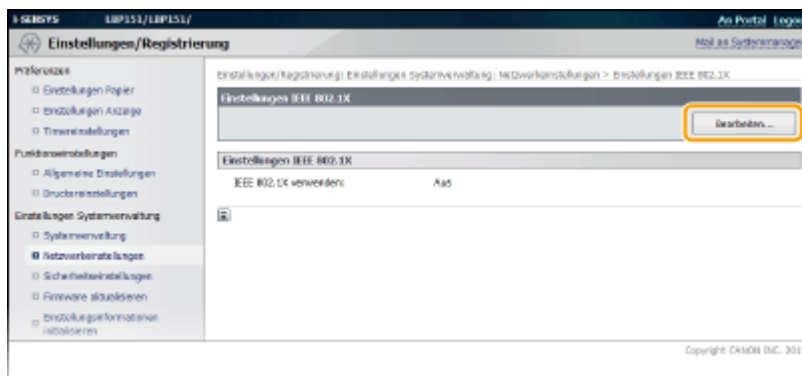 i-SENSYS LBP151/LBP151/ An Portal Logou
Einstellungen/Registrierung Mail an Systemmanage
Präferenzen
Einstellungen Papier
Einstellungen Anzeige
Timereinstellungen
Funktionseinstellungen
Allgemeine Einstellungen
Druckereinstellungen
Einstellungen Systemverwaltung
Systemverwaltung
Netzwerkeinstellungen
Sicherheitseinstellungen
Firmware aktualisieren
Einstellungsinformationen
initialisieren
Einstellungen/Registrierung: Einstellungen Systemverwaltung: Netzwerkeinstellungen > Einstellungen IEEE 802.1X
Einstellungen IEEE 802.1X
Bearbeiten...
Einstellungen IEEE 802.1X
IEEE 802.1X verwenden: Aus
Copyright CANON INC. 201